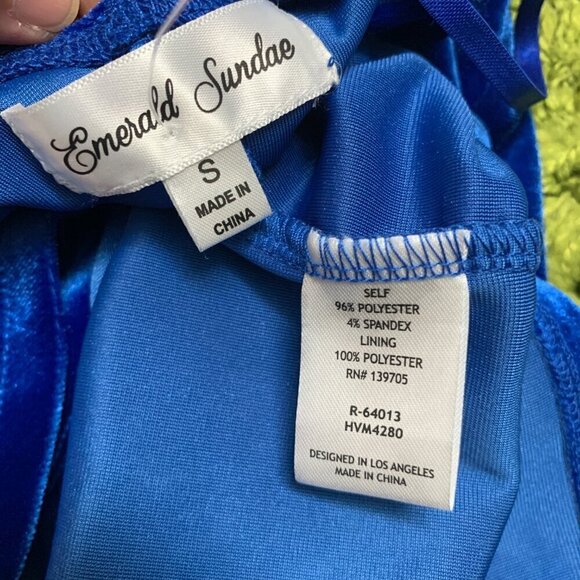 Emerald Sundae
S
MADE IN
CHINA
SELF
96% POLYESTER
4% SPANDEX
LINING
100% POLYESTER
RN# 139705
R-64013
HVM4280
DESIGNED IN LOS ANGELES
MADE IN CHINA